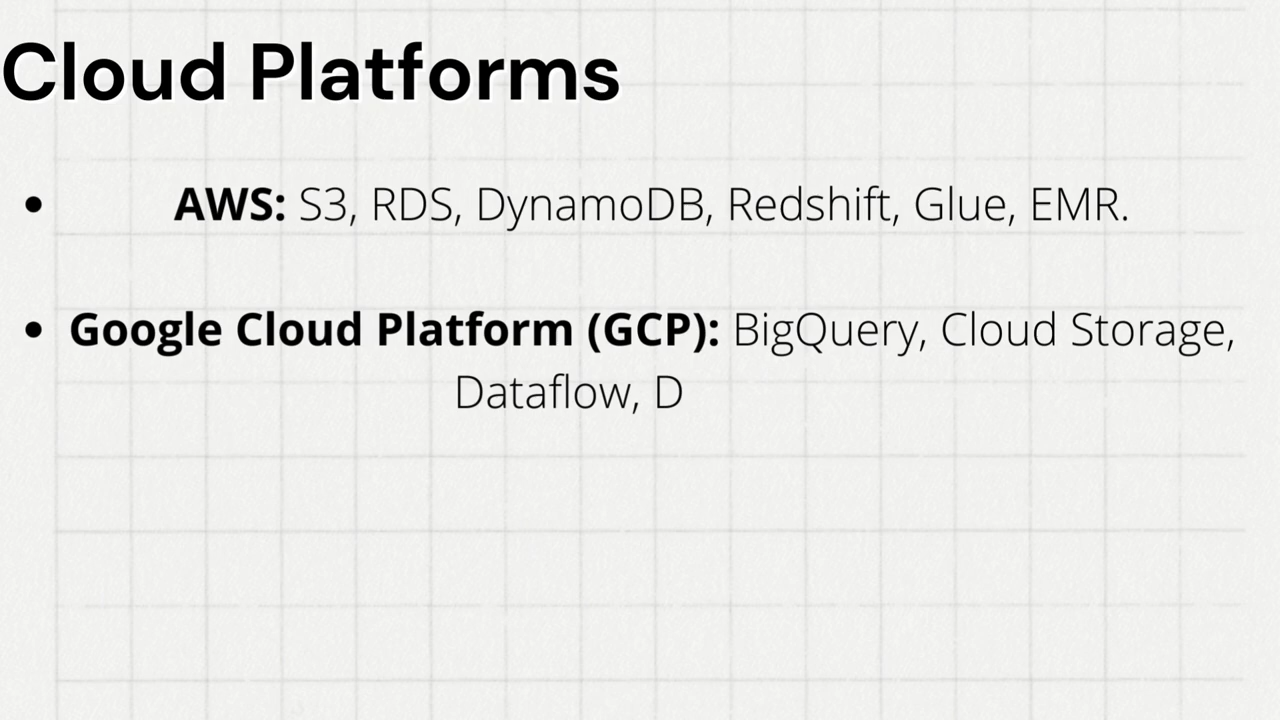 Cloud Platforms
• AWS: S3, RDS, DynamoDB, Redshift, Glue, EMR.
• Google Cloud Platform (GCP): BigQuery, Cloud Storage,
Dataflow, D